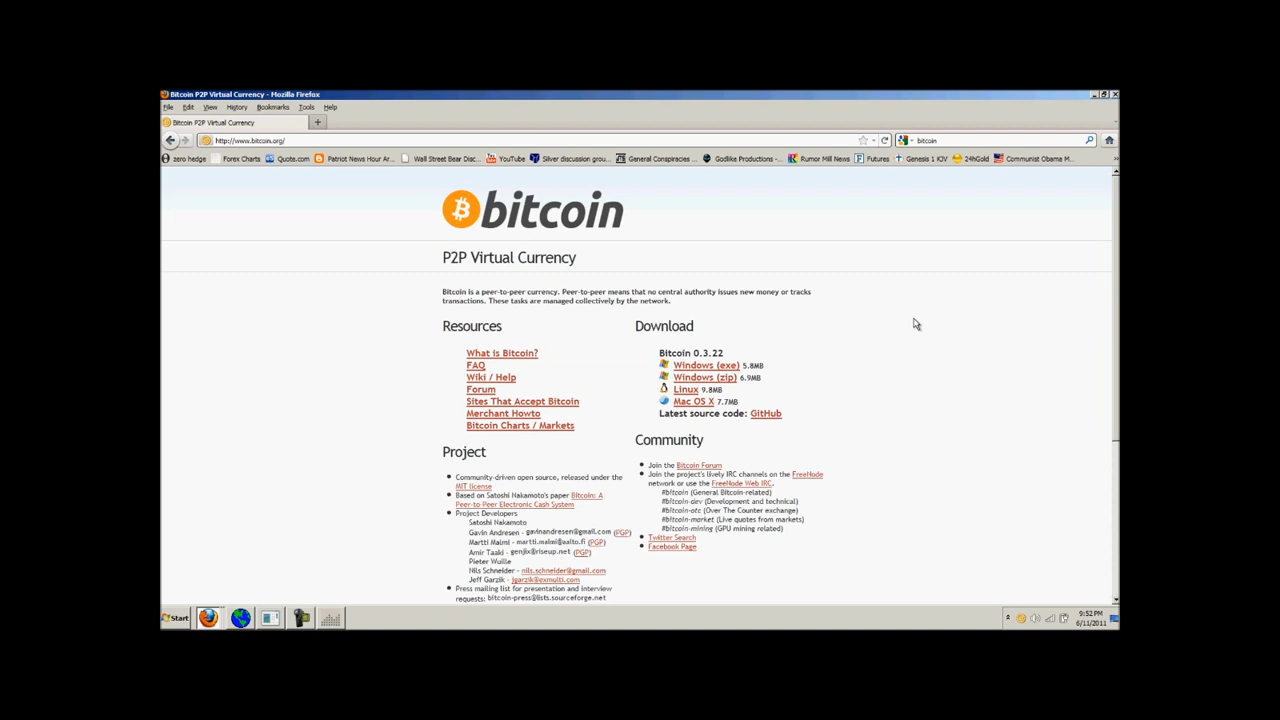 Bitcoin P2P Virtual Currency - Mozilla Firefox
File Edit View History Bookmarks Tools Help
Bitcoin P2P Virtual Currency
http://www.bitcoin.org/
bitcoin
zero hedge Forex Charts Quote.com Patriot News Hour Ar... Wall Street Bear Disc... YouTube Silver discussion grou... General Conspiracies ... Godlike Productions -... Rumor Mill News Futures Genesis 1 KJV 24hGold Communist Obama M...
bitcoin
P2P Virtual Currency
Bitcoin is a peer-to-peer currency. Peer-to-peer means that no central authority issues new money or tracks
transactions. These tasks are managed collectively by the network.
Resources
What is Bitcoin?
FAQ
Wiki / Help
Forum
Sites That Accept Bitcoin
Merchant Howto
Bitcoin Charts / Markets
Download
Bitcoin 0.3.22
Windows (exe) 5.8MB
Windows (zip) 6.9MB
Linux 9.8MB
Mac OS X 7.7MB
Latest source code: GitHub
Project
Community-driven open source, released under the
MIT license
Based on Satoshi Nakamoto's paper Bitcoin: A
Peer-to-Peer Electronic Cash System
Project Developers
Satoshi Nakamoto
Gavin Andresen - gavinandresen@gmail.com (PGP)
Martti Malmi - martti.malmi@aalto.fi (PGP)
Amir Taaki - genjix@riseup.net (PGP)
Pieter Wuille
Nils Schneider - nils.schneider@gmail.com
Jeff Garzik - jgarzik@exmulti.com
Press mailing list for presentation and interview
requests: bitcoin-press@lists.sourceforge.net
Community
Join the Bitcoin Forum
Join the project's lively IRC channels on the FreeNode
network or use the FreeNode Web IRC.
#bitcoin (General Bitcoin-related)
#bitcoin-dev (Development and technical)
#bitcoin-otc (Over The Counter exchange)
#bitcoin-market (Live quotes from markets)
#bitcoin-mining (GPU mining related)
Twitter Search
Facebook Page
Start
9:52 PM
6/11/2011